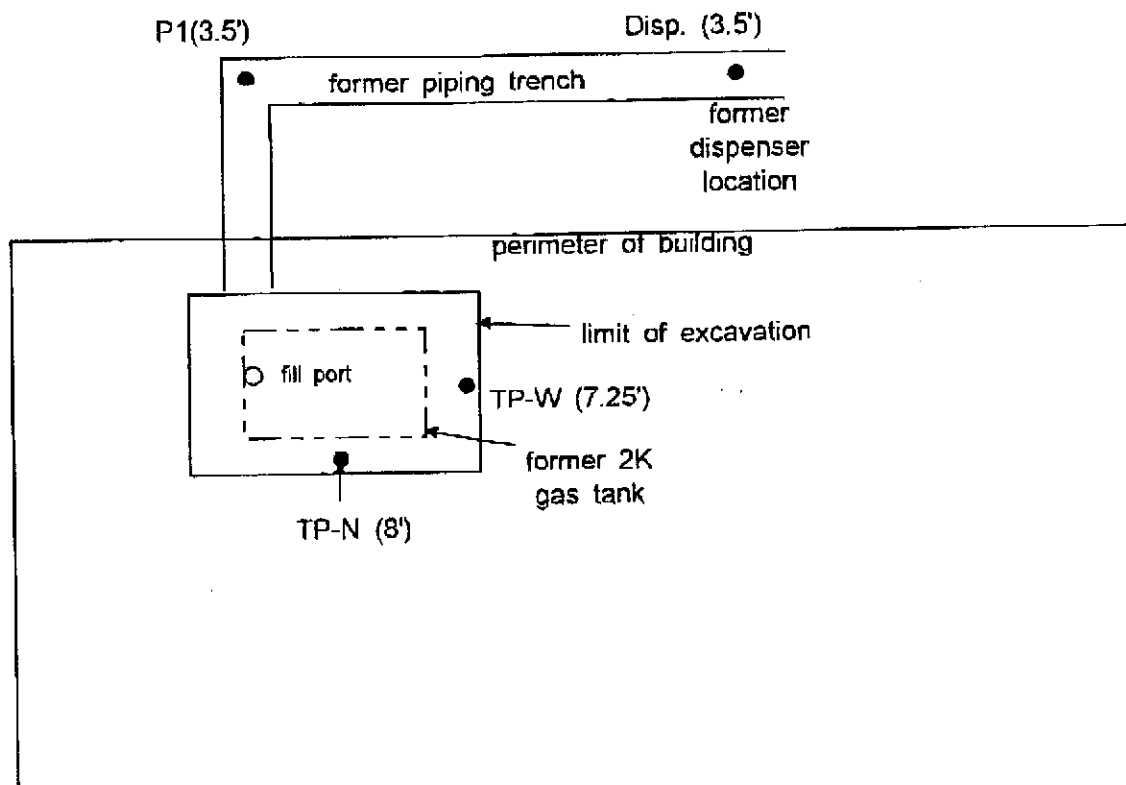 P1(3.5')
Disp. (3.5')
former piping trench
former
dispenser
location
perimeter of building
limit of excavation
fill port
TP-W (7.25')
former 2K
gas tank
TP-N (8')